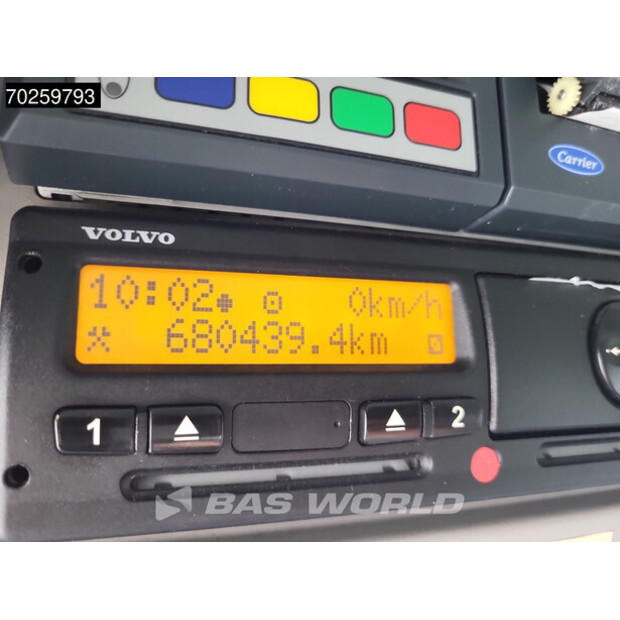 70259793
Carrier
VOLVO
10:02 0km/h
680439.4km
1 2
BAS WORLD